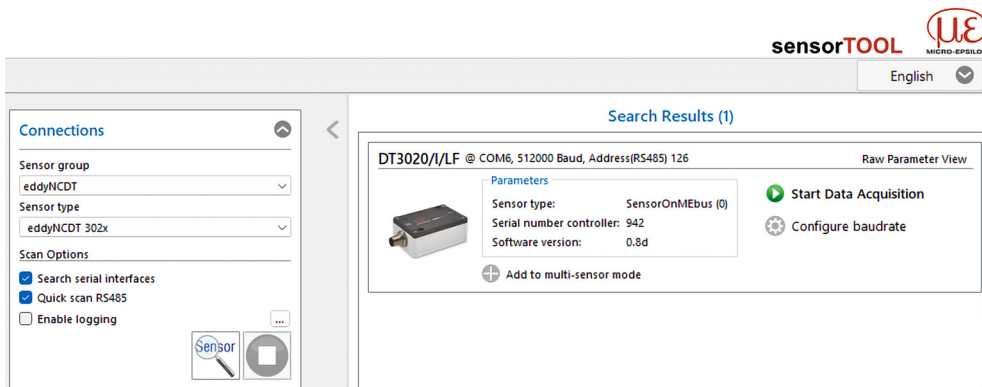 sensorTOOL
MICRO-EPSILO
English
Connections
Sensor group
eddyNCDT
Sensor type
eddyNCDT 302x
Scan Options
Search serial interfaces
Quick scan RS485
Enable logging
...
Sensor
Search Results (1)
DT3020/I/LF @ COM6, 512000 Baud, Address(RS485) 126
Raw Parameter View
Parameters
Sensor type: SensorOnMEbus (0)
Serial number controller: 942
Software version: 0.8d
Start Data Acquisition
Configure baudrate
Add to multi-sensor mode